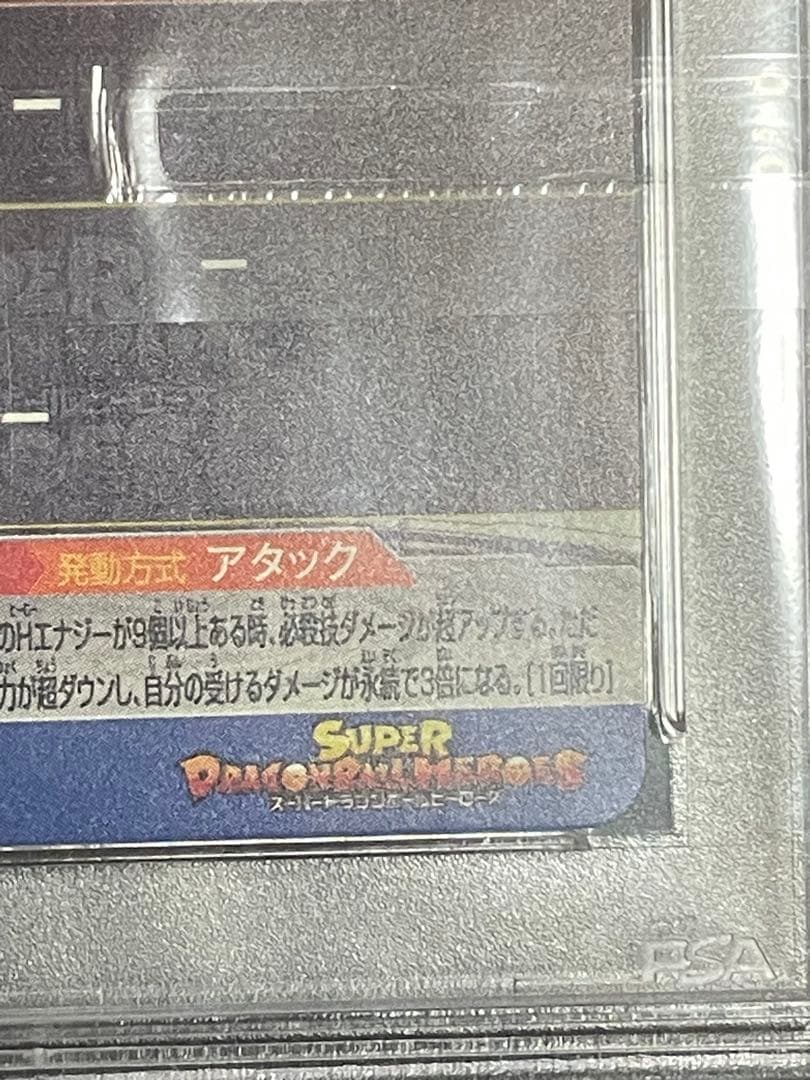 発動方式 アタック
のHエナジーが9個以上ある時、必殺技ダメージが超アップする。ただ
力が超ダウンし、自分の受けるダメージが永続で3倍になる。[1回限り]
SUPER
DRAGONBALL HEROES
スーパードラゴンボールヒーローズ
PSA